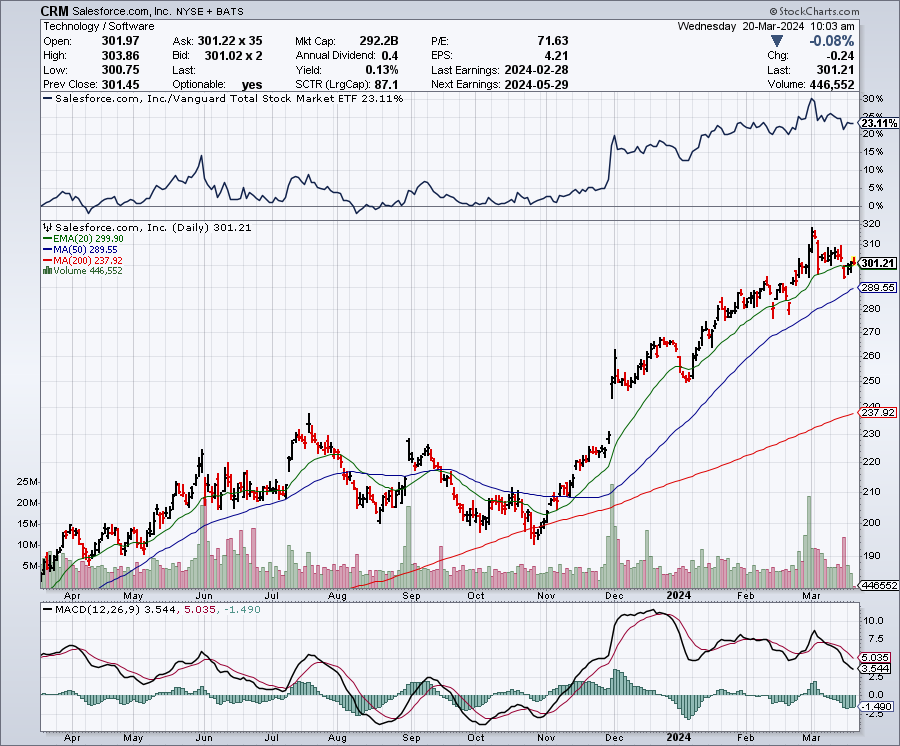 CRM Salesforce.com, Inc. NYSE + BATS
© StockCharts.com
Technology / Software
Wednesday 20-Mar-2024 10:03 am
Open: 301.97 Ask: 301.22 x 35 Mkt Cap: 292.2B P/E: 71.63 ▼ -0.08%
High: 303.86 Bid: 301.02 x 2 Annual Dividend: 0.4 EPS: 4.21 Chg: -0.24
Low: 300.75 Last: Yield: 0.13% Last Earnings: 2024-02-28 Last: 301.21
Prev Close: 301.45 Optionable: yes SCTR (LrgCap): 87.1 Next Earnings: 2024-05-29 Volume: 446,552
Salesforce.com, Inc./Vanguard Total Stock Market ETF 23.11%
30%
25%
23.11%
20%
15%
10%
5%
0%
Salesforce.com, Inc. (Daily) 301.21
EMA(20) 299.90
MA(50) 289.55
MA(200) 237.92
Volume 446,552
320
310
301.21
289.55
280
270
260
250
240
237.92
230
220
210
200
190
446552
25M
20M
15M
10M
5M
Apr May Jun Jul Aug Sep Oct Nov Dec 2024 Feb Mar
MACD(12,26,9) 3.544, 5.035, -1.490
10.0
7.5
5.035
3.544
2.5
0.0
-1.490
-2.5
Apr May Jun Jul Aug Sep Oct Nov Dec 2024 Feb Mar